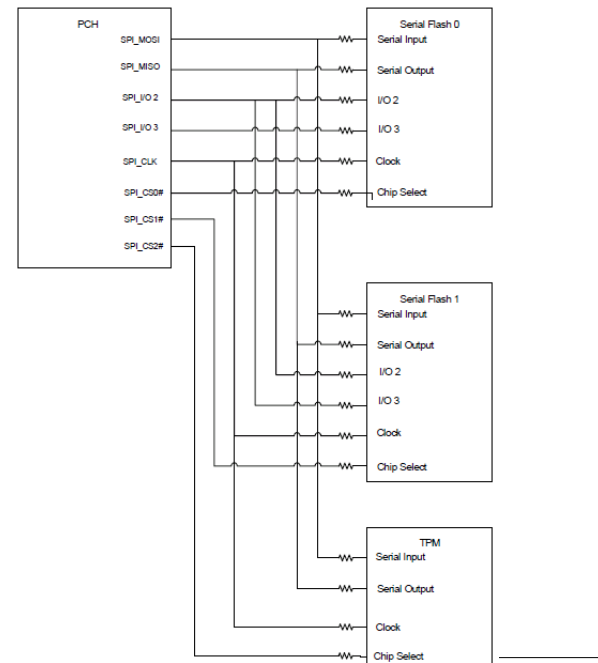 PCH
SPI_MOSI
SPI_MISO
SPI_I/O 2
SPI_I/O 3
SPI_CLK
SPI_CS0#
SPI_CS1#
SPI_CS2#
Serial Flash 0
Serial Input
Serial Output
I/O 2
I/O 3
Clock
Chip Select
Serial Flash 1
Serial Input
Serial Output
I/O 2
I/O 3
Clock
Chip Select
TPM
Serial Input
Serial Output
Clock
Chip Select